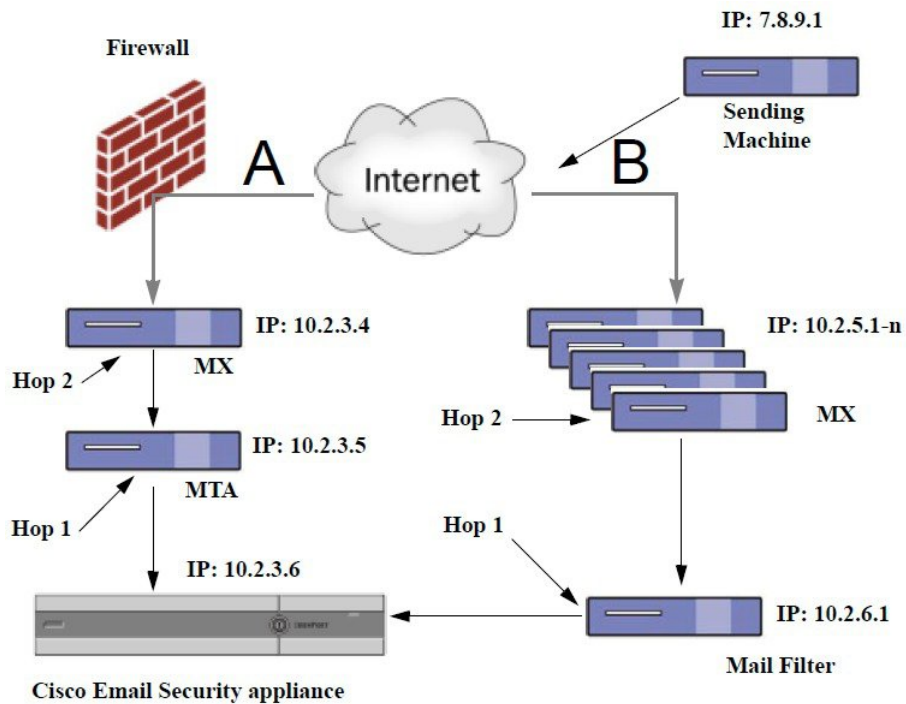 IP: 7.8.9.1
Firewall
Sending
Machine
A
Internet
B
IP: 10.2.3.4
MX
Hop 2
IP: 10.2.5.1-n
MX
Hop 2
IP: 10.2.3.5
MTA
Hop 1
Hop 1
IP: 10.2.3.6
IP: 10.2.6.1
Mail Filter
Cisco Email Security appliance